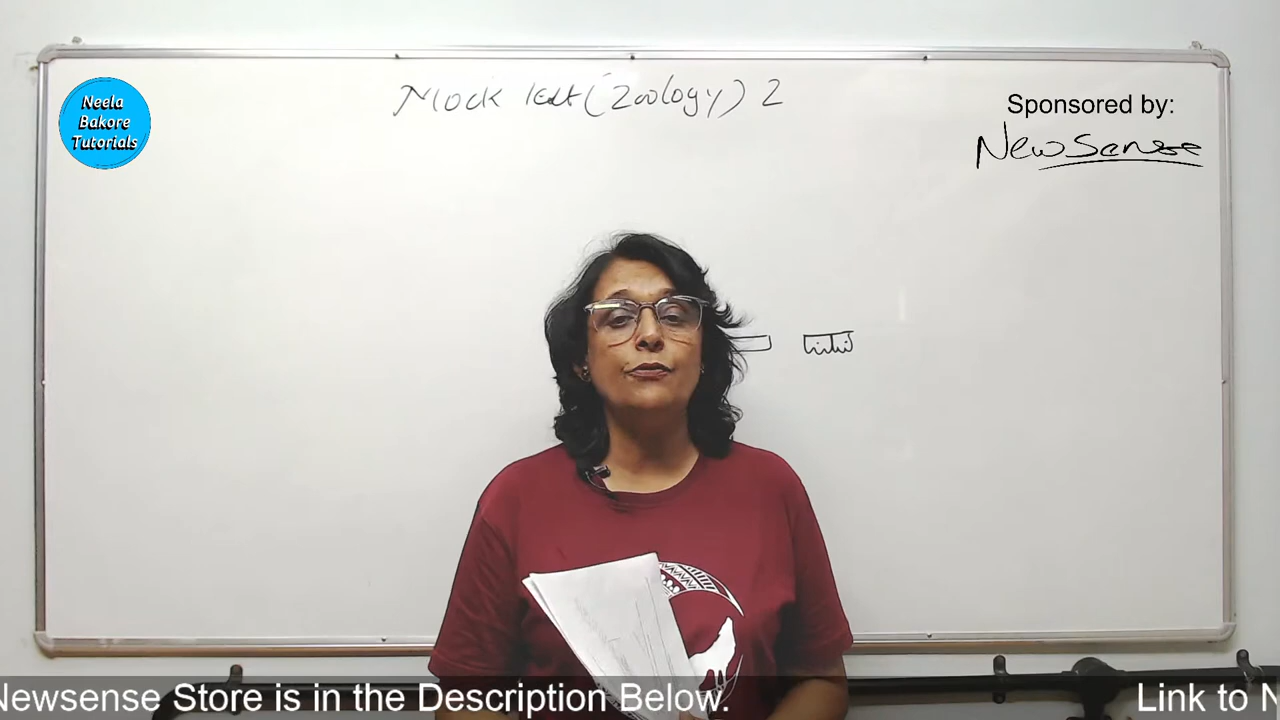 Mock test (Zoology) 2
Neela
Bakore
Tutorials
Sponsored by:
NewSense
Newsense Store is in the Description Below.
Link to N